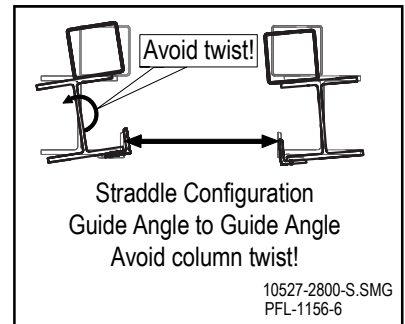 Avoid twist!
Straddle Configuration
Guide Angle to Guide Angle
Avoid column twist!
10527-2800-S.SMG
PFL-1156-6